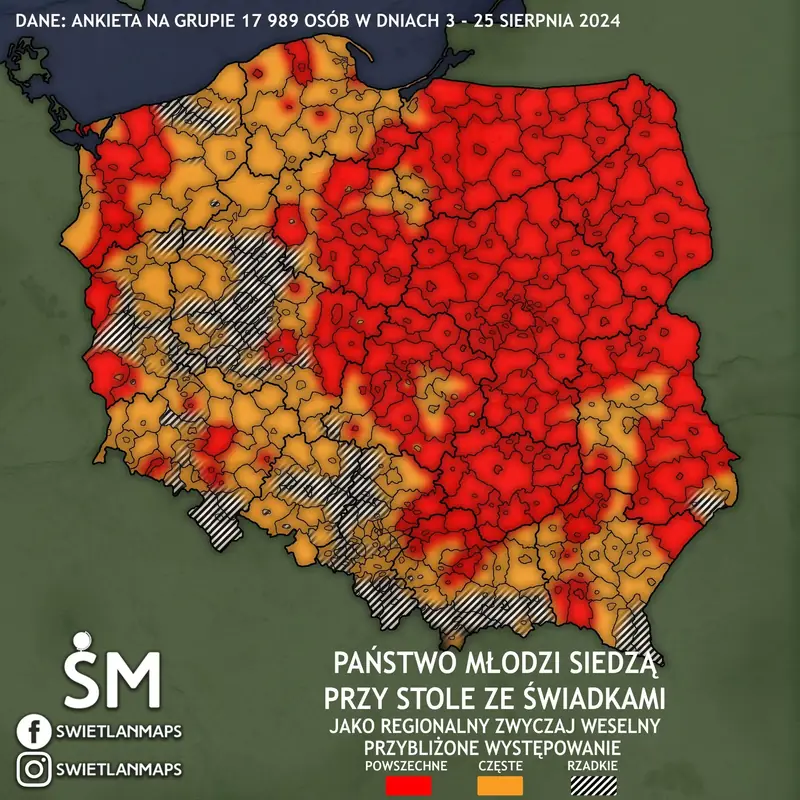 DANE: ANKIETA NA GRUPIE 17 989 OSÓB W DNIACH 3 - 25 SIERPNIA 2024
PAŃSTWO MŁODZI SIEDZĄ
PRZY STOLE ZE ŚWIADKAMI
JAKO REGIONALNY ZWYCZAJ WESELNY
PRZYBLIŻONE WYSTĘPOWANIE
POWSZECHNE CZĘSTE RZADKIE
ŚM
SWIETLANMAPS
SWIETLANMAPS